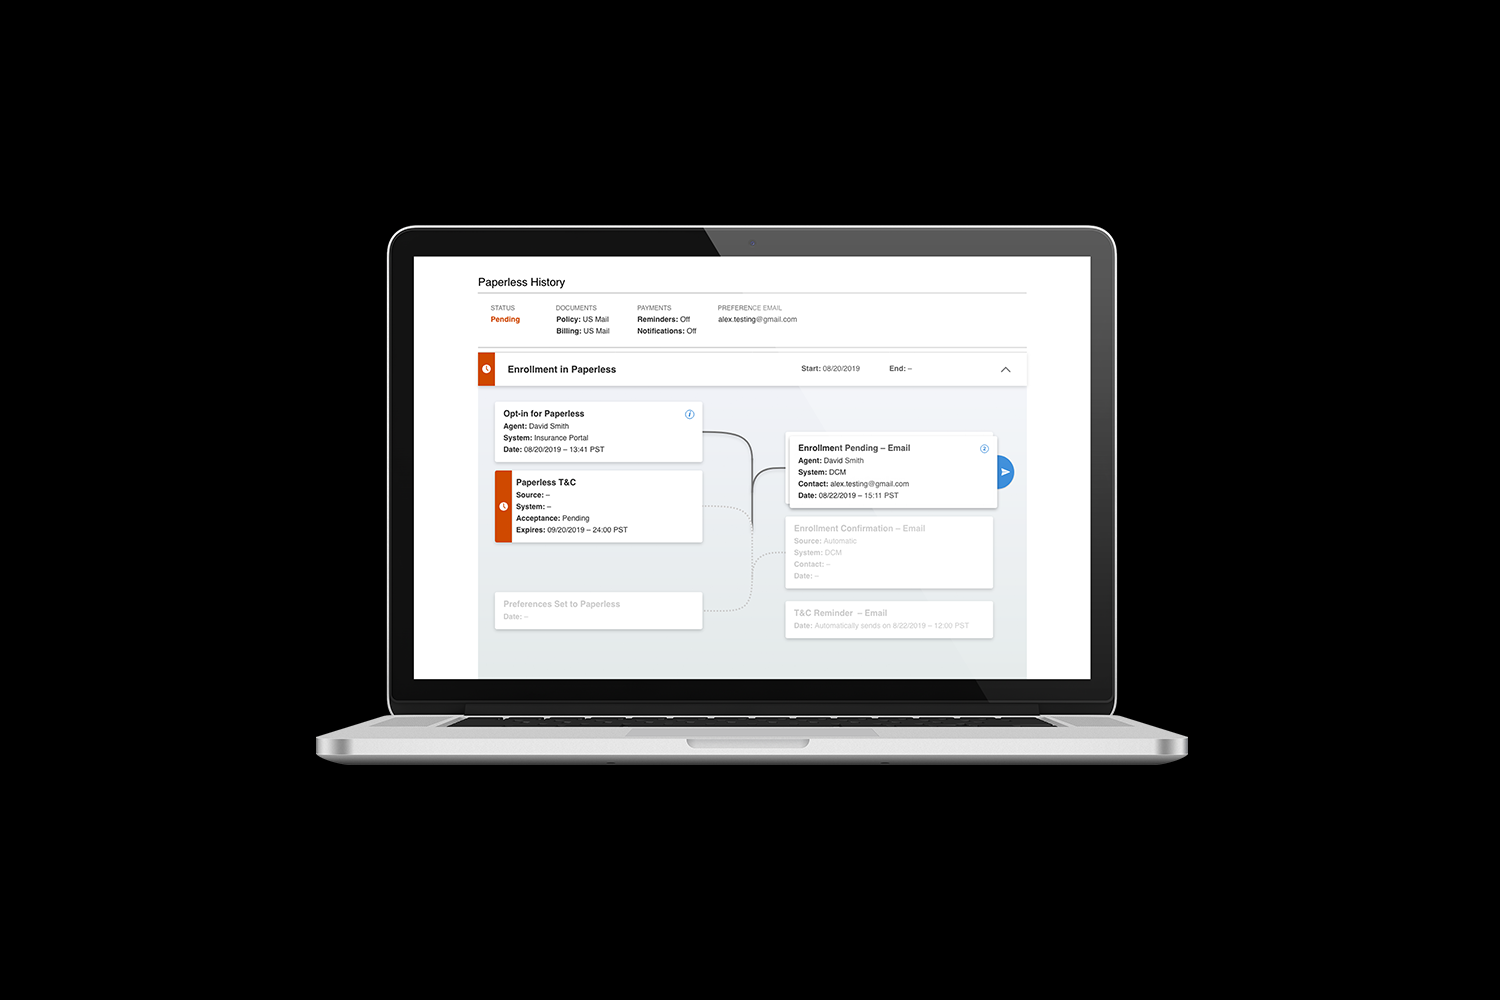 Paperless History
STATUS
Pending
DOCUMENTS
Policy: US Mail
Billing: US Mail
PAYMENTS
Reminders: Off
Notifications: Off
PREFERENCE EMAIL
alex.testing@gmail.com
Enrollment in Paperless
Start: 08/20/2019
End: –
Opt-in for Paperless
Agent: David Smith
System: Insurance Portal
Date: 08/20/2019 – 13:41 PST
Paperless T&C
Source: –
System: –
Acceptance: Pending
Expires: 09/20/2019 – 24:00 PST
Preferences Set to Paperless
Date: –
Enrollment Pending – Email
2
Agent: David Smith
System: DCM
Contact: alex.testing@gmail.com
Date: 08/22/2019 – 15:11 PST
Enrollment Confirmation – Email
Source: Automatic
System: DCM
Contact: –
Date: –
T&C Reminder – Email
Date: Automatically sends on 8/22/2019 – 12:00 PST